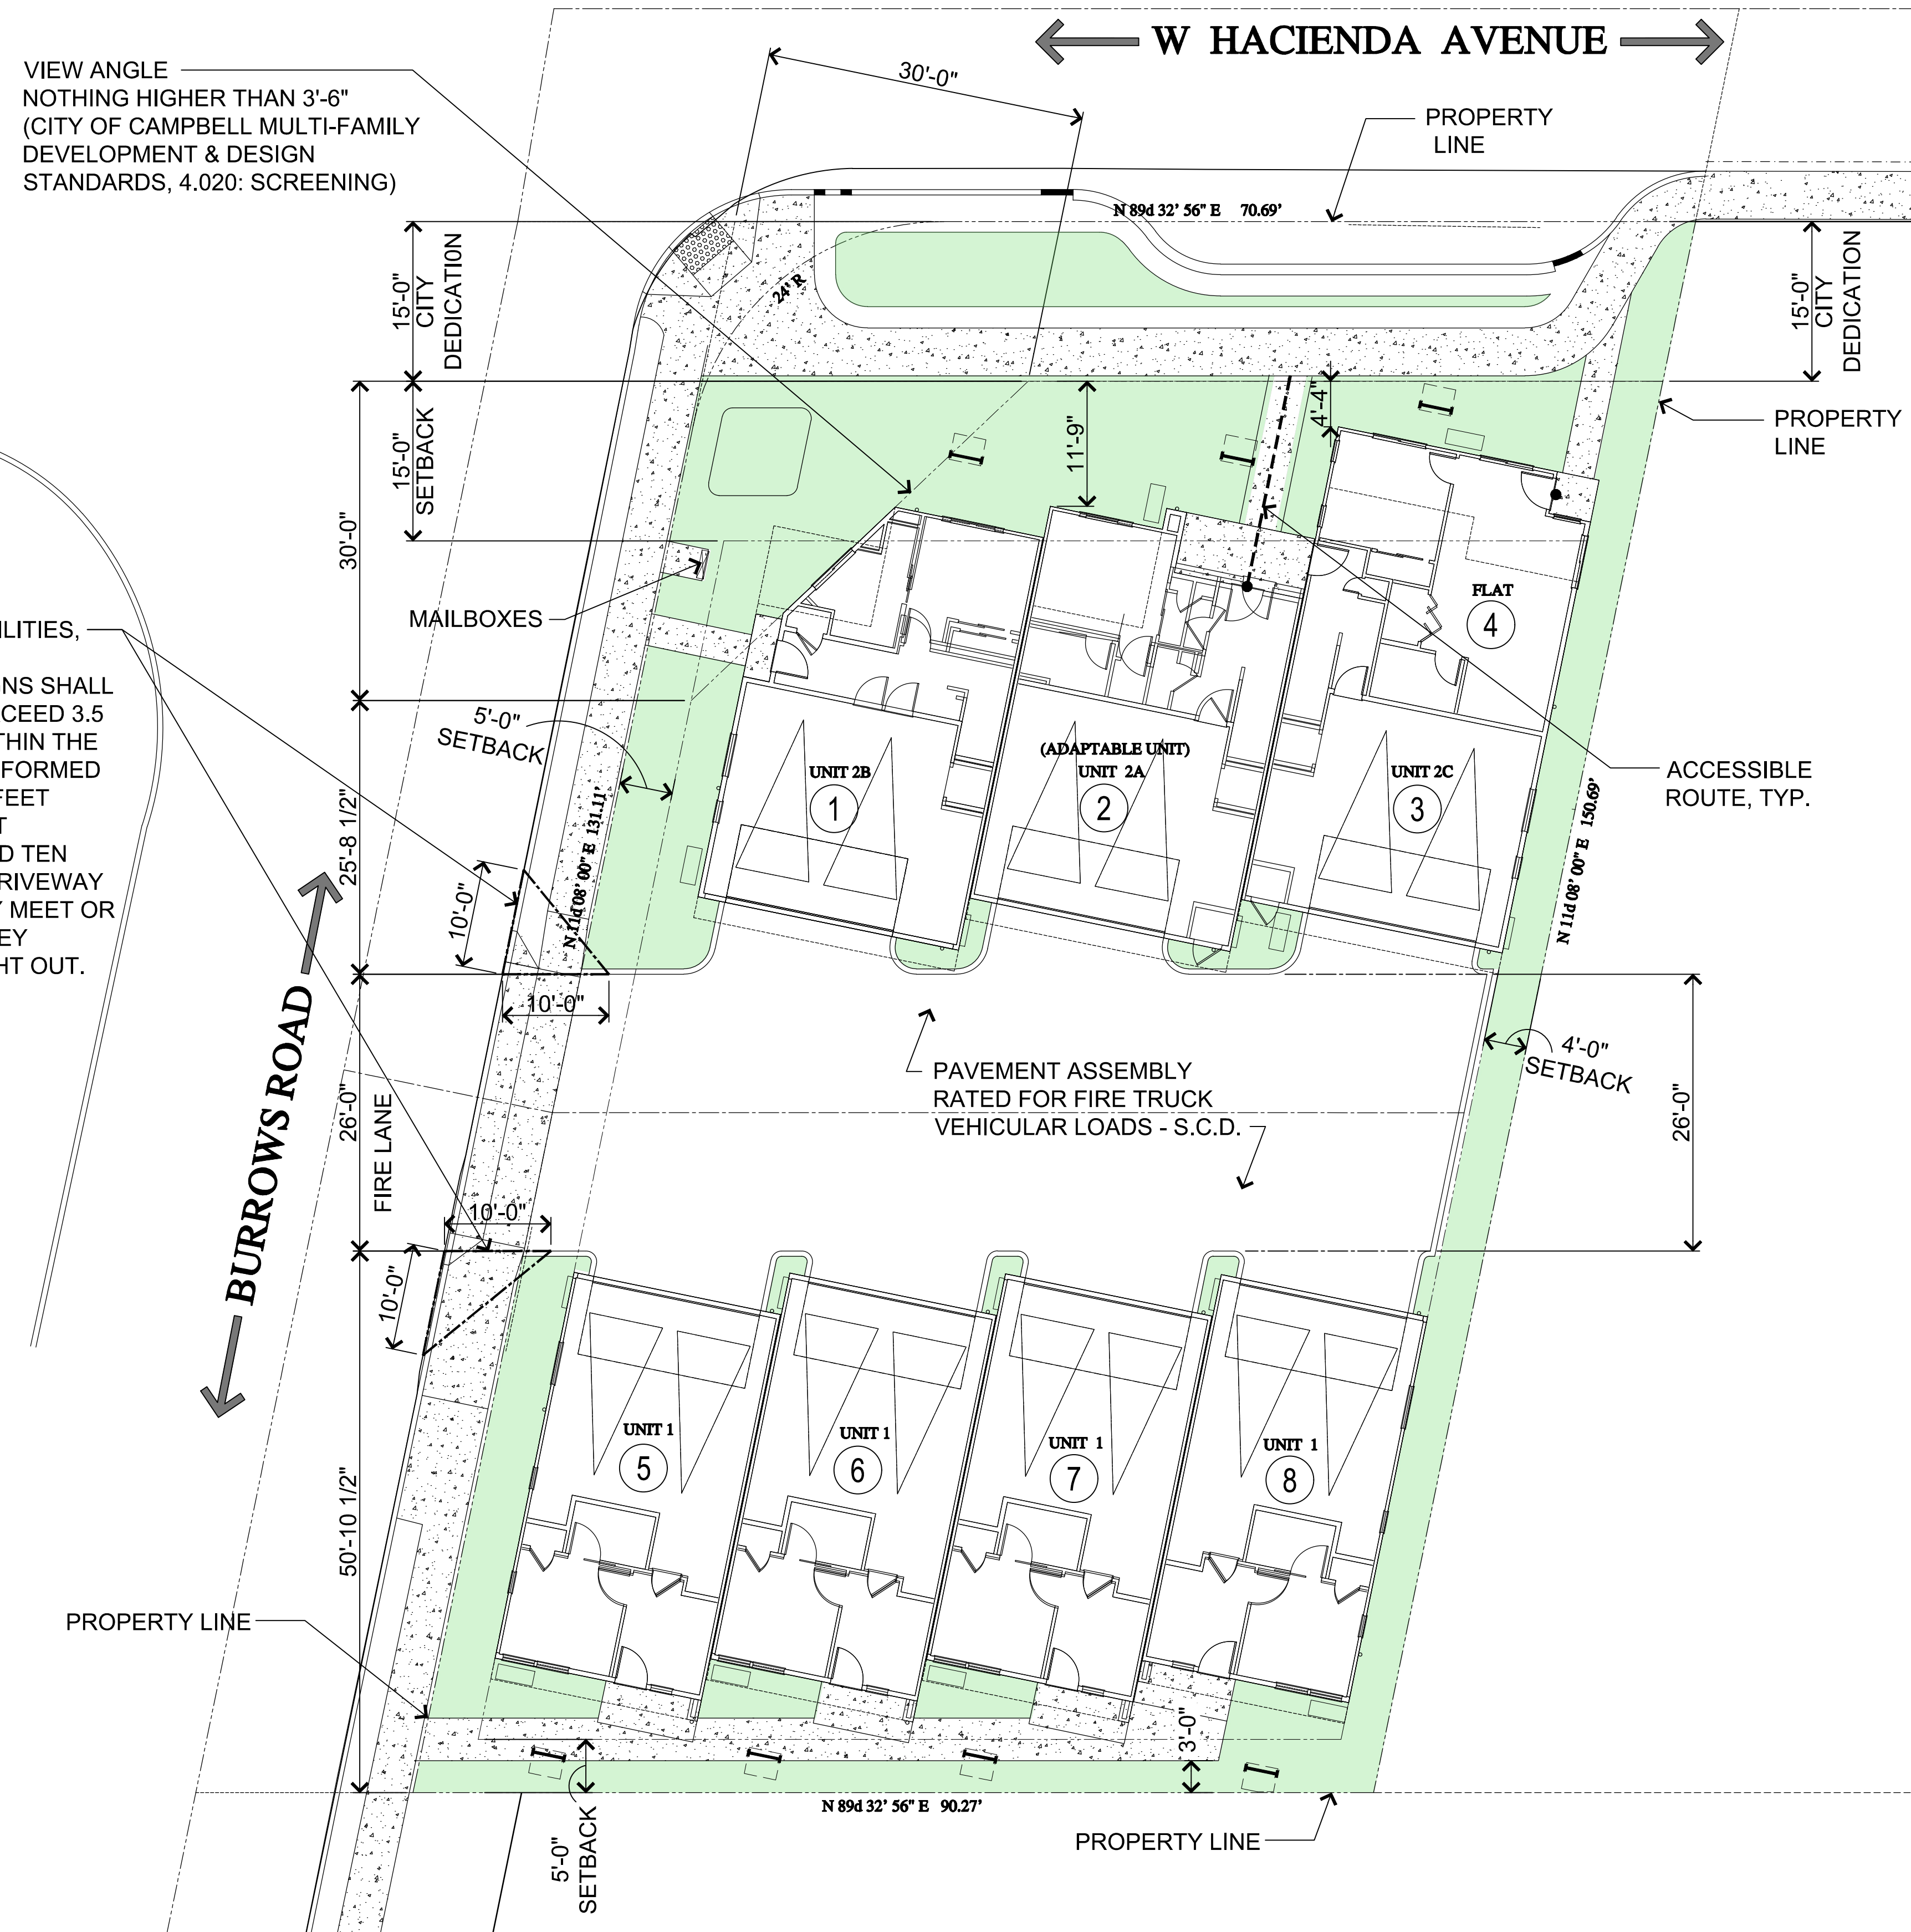 W HACIENDA AVENUE
VIEW ANGLE
NOTHING HIGHER THAN 3'-6"
(CITY OF CAMPBELL MULTI-FAMILY
DEVELOPMENT & DESIGN
STANDARDS, 4.020: SCREENING)
30'-0"
PROPERTY
LINE
N 89d 32' 56" E 70.69'
15'-0"
CITY
DEDICATION
24' R
15'-0"
CITY
DEDICATION
15'-0"
SETBACK
30'-0"
11'-9"
4'-4"
PROPERTY
LINE
MAILBOXES
FLAT
4
ILITIES,
NS SHALL
CEED 3.5
THIN THE
FORMED
FEET
T
D TEN
RIVEWAY
Y MEET OR
EY
HT OUT.
5'-0"
SETBACK
UNIT 2B
1
(ADAPTABLE UNIT)
UNIT 2A
2
UNIT 2C
3
ACCESSIBLE
ROUTE, TYP.
N 11d 08' 00" E 131.11'
N 11d 08' 00" E 150.69'
25'-8 1/2"
10'-0"
10'-0"
BURROWS ROAD
PAVEMENT ASSEMBLY
RATED FOR FIRE TRUCK
VEHICULAR LOADS - S.C.D.
4'-0"
SETBACK
26'-0"
FIRE LANE
26'-0"
10'-0"
10'-0"
UNIT 1
5
UNIT 1
6
UNIT 1
7
UNIT 1
8
50'-10 1/2"
PROPERTY LINE
3'-0"
N 89d 32' 56" E 90.27'
5'-0"
SETBACK
PROPERTY LINE